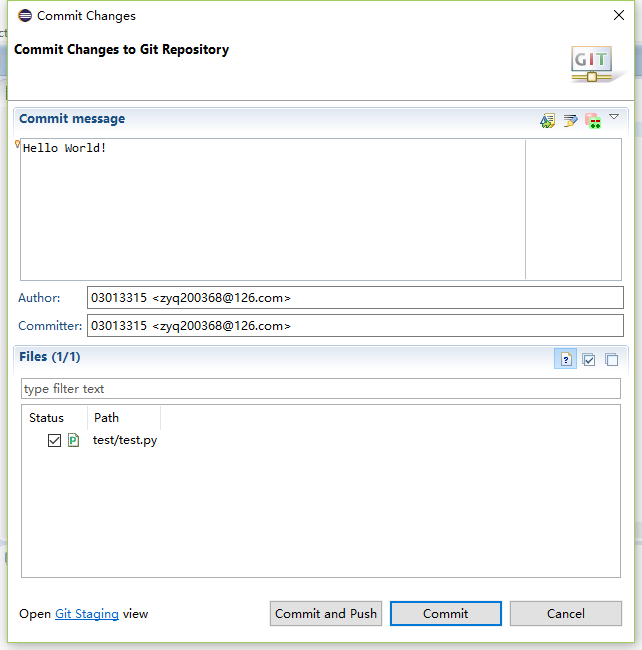 Commit Changes
Commit Changes to Git Repository
GIT
Commit message
Hello World!
Author: 03013315 <zyq200368@126.com>
Committer: 03013315 <zyq200368@126.com>
Files (1/1)
type filter text
Status Path
test/test.py
Open Git Staging view Commit and Push Commit Cancel